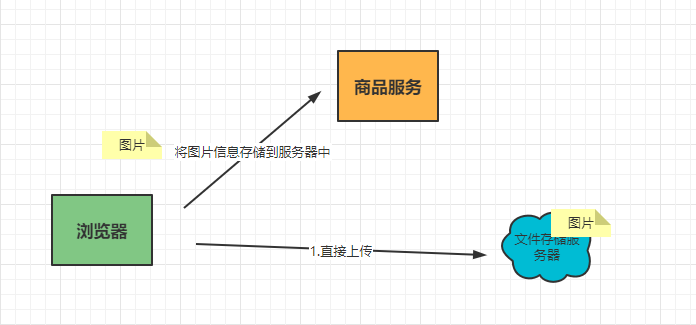 商品服务
图片
将图片信息存储到服务器中
浏览器
图片
文件存储服
务器
1.直接上传